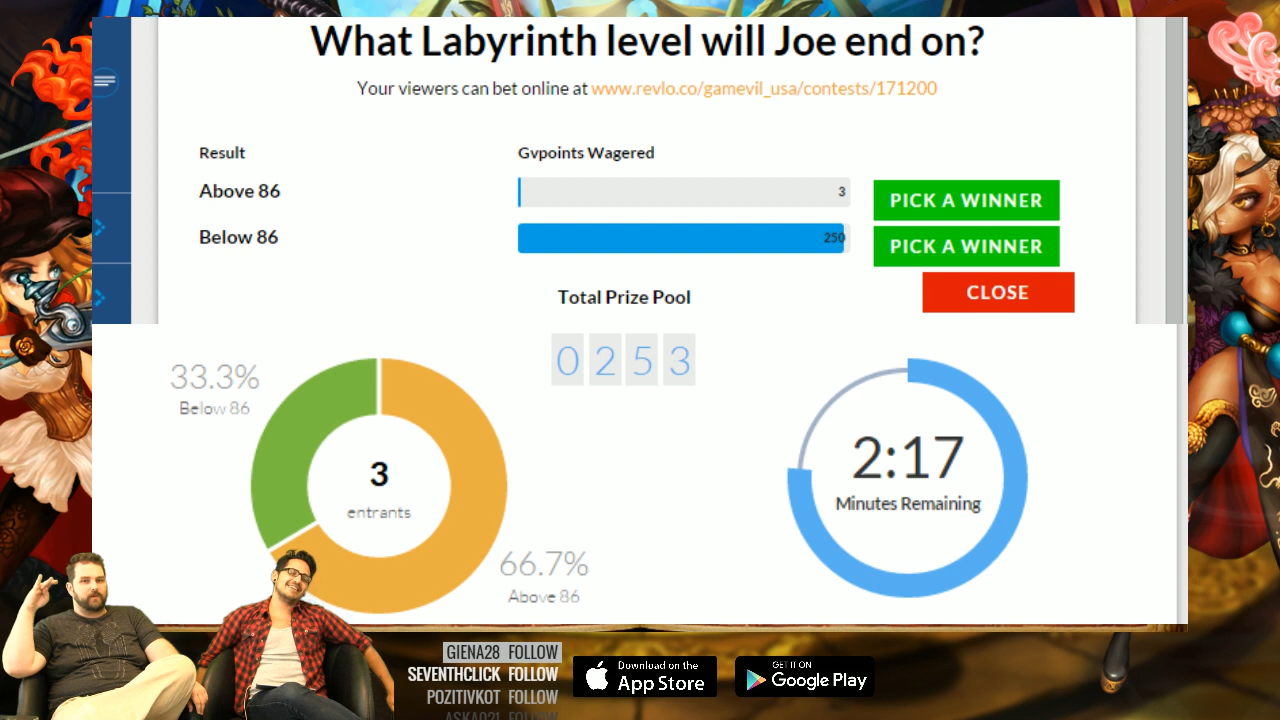 What Labyrinth level will Joe end on?
Your viewers can bet online at www.revlo.co/gamevil_usa/contests/171200
Result
Gvpoints Wagered
Above 86
3
PICK A WINNER
Below 86
250
PICK A WINNER
CLOSE
Total Prize Pool
0253
33.3%
Below 86
3
entrants
66.7%
Above 86
2:17
Minutes Remaining
GIENA28 FOLLOW
SEVENTHCLICK FOLLOW
POZITIVKOT FOLLOW
Download on the
App Store
GET IT ON
Google Play